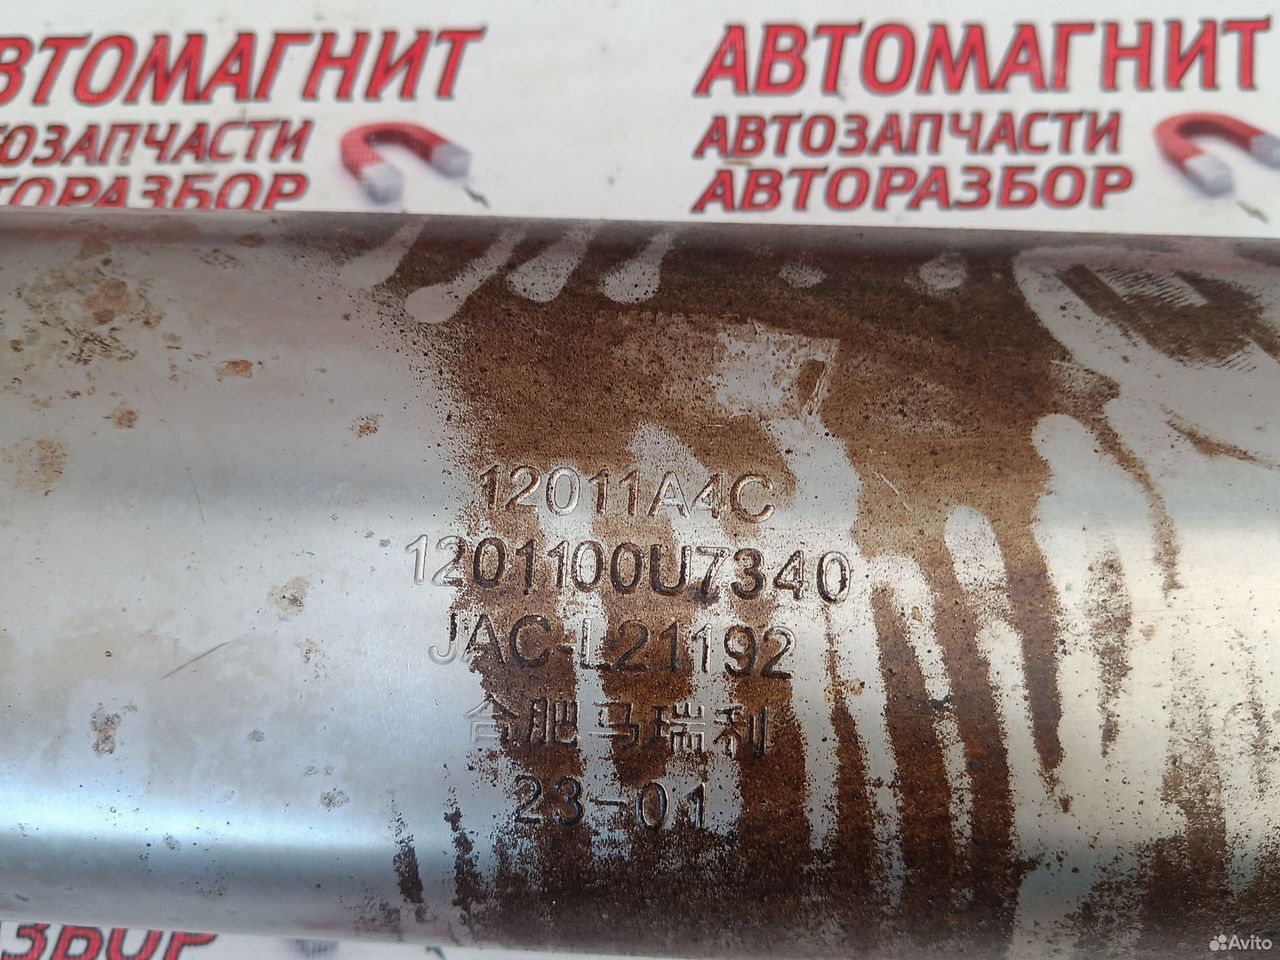 АВТОМАГНИТ
АВТОМАГНИТ
АВТОЗАПЧАСТИ
АВТОРАЗБОР
12011A4C
1201100U7340
JAC-L21192
合肥马瑞利
23-01
Avito